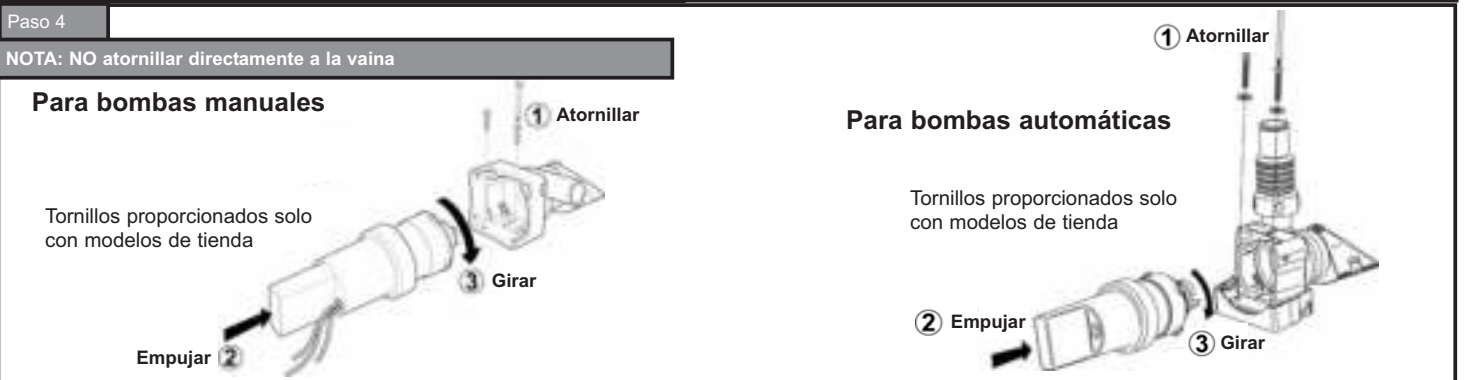 Paso 4
NOTA: NO atornillar directamente a la vaina
Para bombas manuales
1 Atornillar
Tornillos proporcionados solo
con modelos de tienda
3 Girar
Empujar 2
1 Atornillar
Para bombas automáticas
Tornillos proporcionados solo
con modelos de tienda
2 Empujar
3 Girar